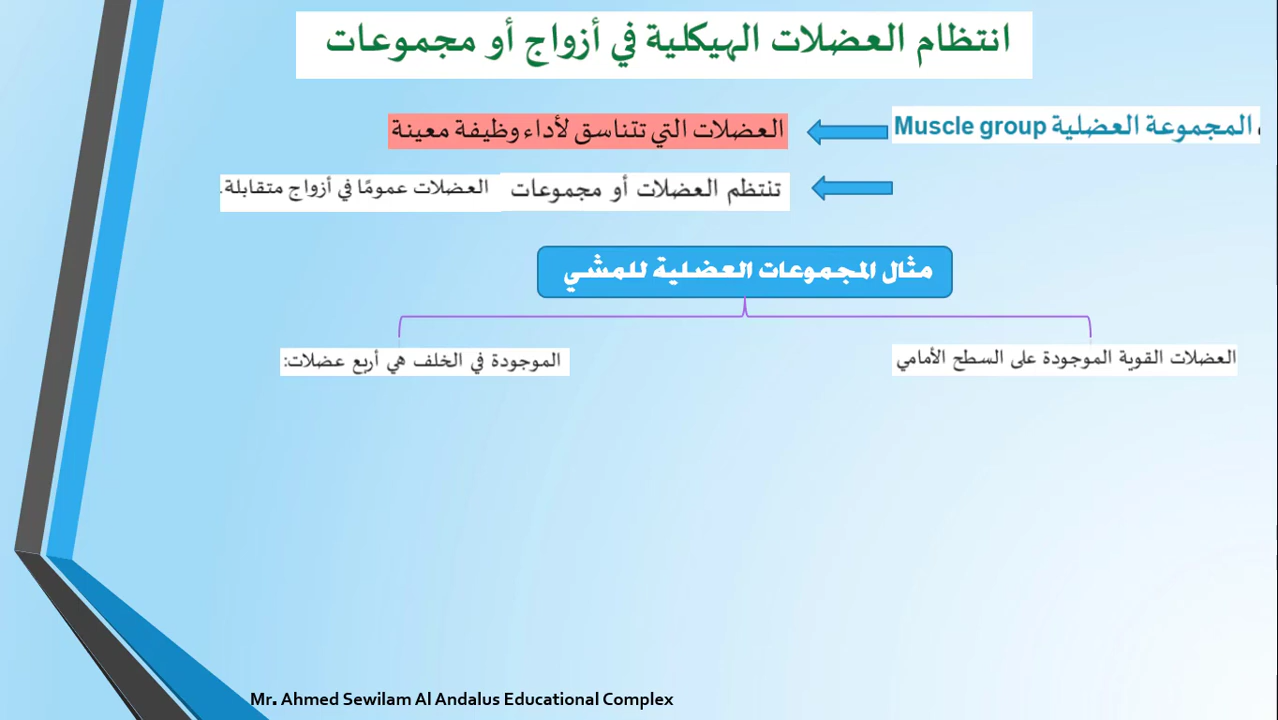 انتظام العضلات الهيكلية في أزواج أو مجموعات
المجموعة العضلية Muscle group
العضلات التي تتناسق لأداء وظيفة معينة
تنتظم العضلات أو مجموعات العضلات عمومًا في أزواج متقابلة.
مثال المجموعات العضلية للمشي
العضلات القوية الموجودة على السطح الأمامي
الموجودة في الخلف هي أربع عضلات:
Mr. Ahmed Sewilam Al Andalus Educational Complex